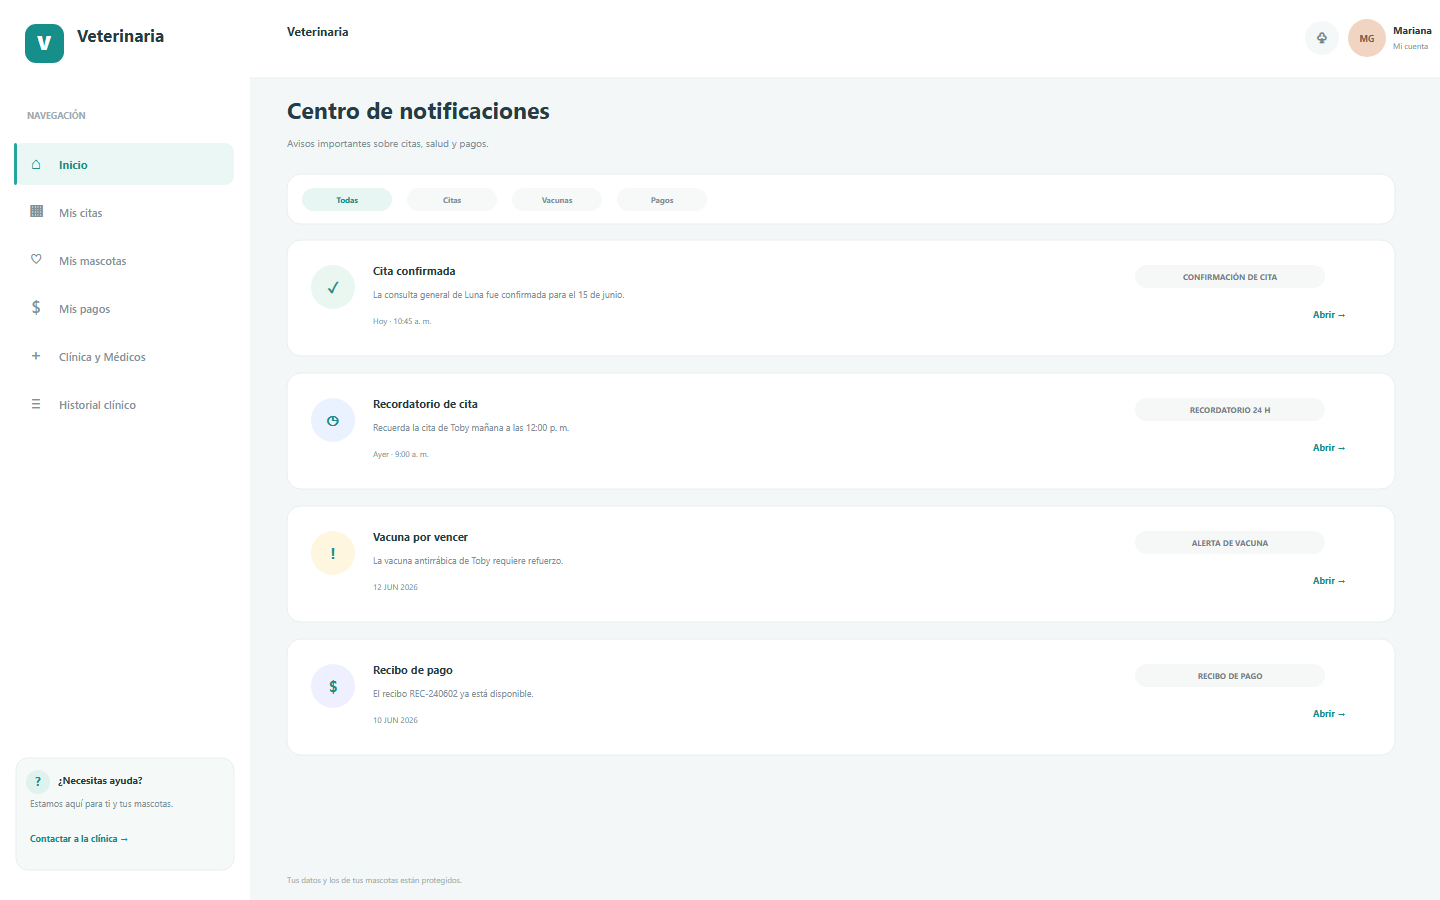 V Veterinaria
NAVEGACIÓN
Inicio
Mis citas
Mis mascotas
$ Mis pagos
+ Clínica y Médicos
Historial clínico
? ¿Necesitas ayuda?
Estamos aquí para ti y tus mascotas.
Contactar a la clínica →
Veterinaria
MG
Mariana
Mi cuenta
Centro de notificaciones
Avisos importantes sobre citas, salud y pagos.
Todas Citas Vacunas Pagos
✓
Cita confirmada
La consulta general de Luna fue confirmada para el 15 de junio.
Hoy · 10:45 a. m.
CONFIRMACIÓN DE CITA
Abrir →
Recordatorio de cita
Recuerda la cita de Toby mañana a las 12:00 p. m.
Ayer · 9:00 a. m.
RECORDATORIO 24 H
Abrir →
!
Vacuna por vencer
La vacuna antirrábica de Toby requiere refuerzo.
12 JUN 2026
ALERTA DE VACUNA
Abrir →
$
Recibo de pago
El recibo REC-240602 ya está disponible.
10 JUN 2026
RECIBO DE PAGO
Abrir →
Tus datos y los de tus mascotas están protegidos.